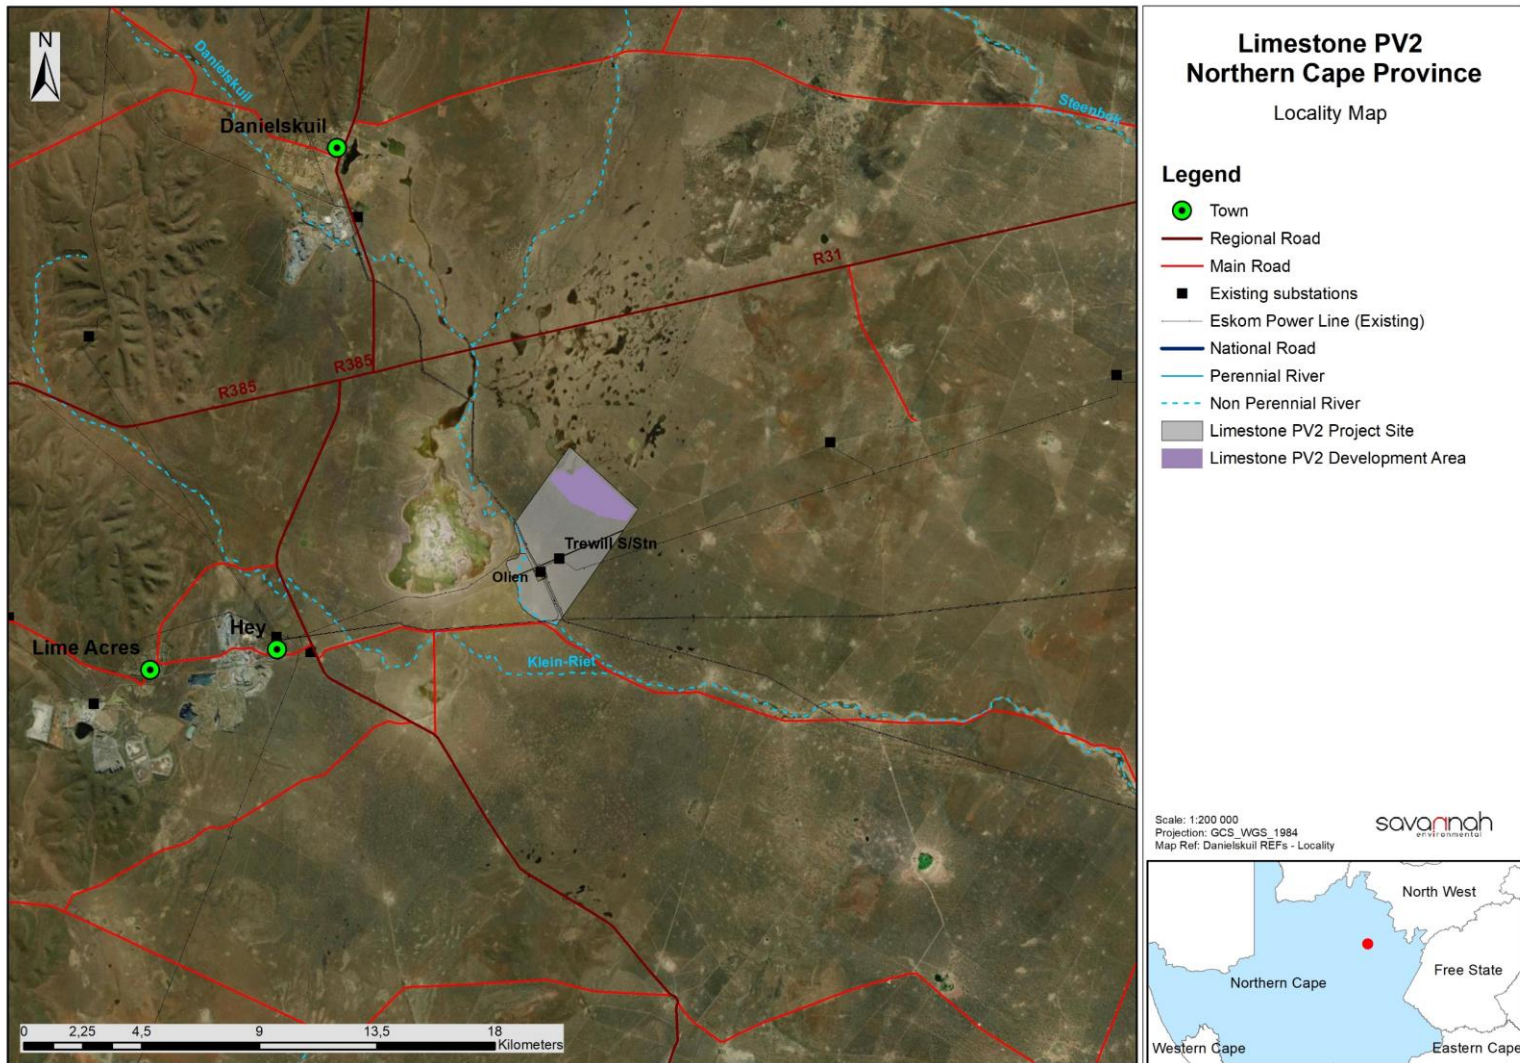 N
Danielskuil
Danielskuil
Steenbok
R31
R385
R385
Trewill S/Stn
Olien
Hey
Lime Acres
Klein-Riet
0 2,25 4,5 9 13,5 18
Kilometers
Limestone PV2
Northern Cape Province
Locality Map
Legend
Town
Regional Road
Main Road
Existing substations
Eskom Power Line (Existing)
National Road
Perennial River
Non Perennial River
Limestone PV2 Project Site
Limestone PV2 Development Area
Scale: 1:200 000
Projection: GCS_WGS_1984
Map Ref: Danielskuil REFs - Locality
savannah
environmental
North West
Free State
Northern Cape
Western Cape
Eastern Cape